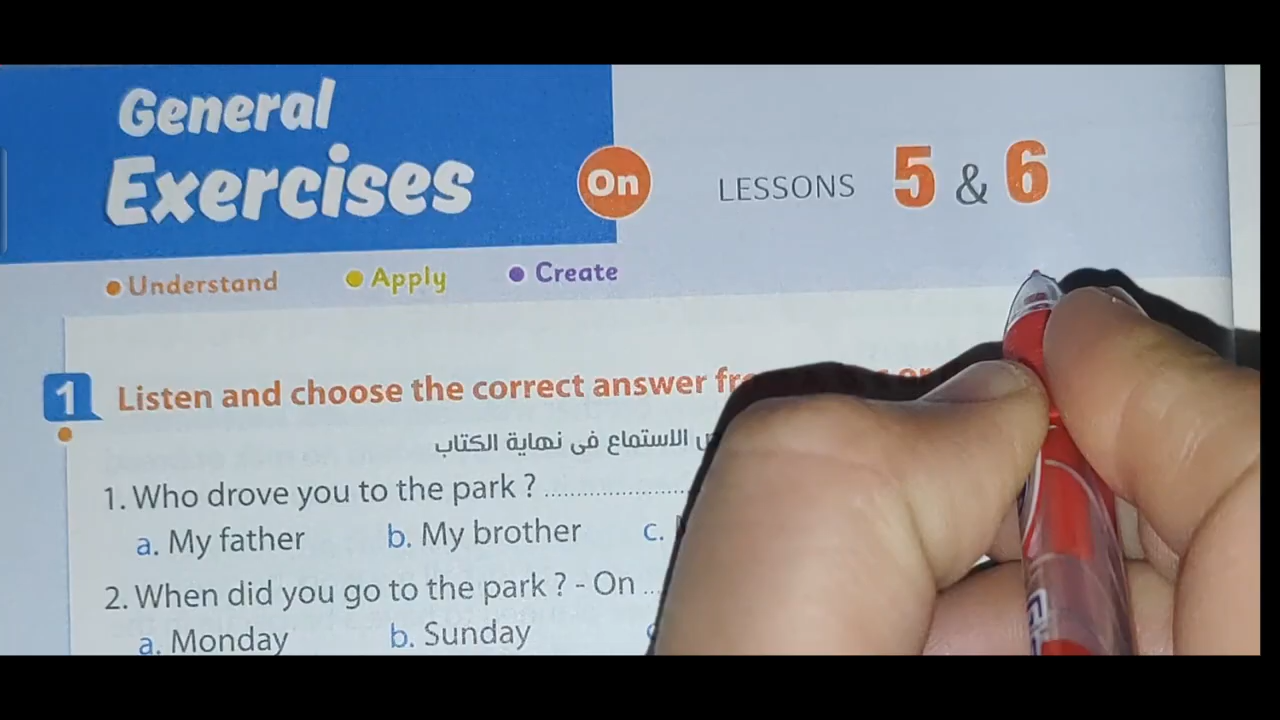 General
Exercises
On
LESSONS 5 & 6
Understand Apply Create
1 Listen and choose the correct answer
الاستماع فى نهاية الكتاب
1. Who drove you to the park ? ........................
a. My father b. My brother c.
2. When did you go to the park ? - On ...
a. Monday b. Sunday